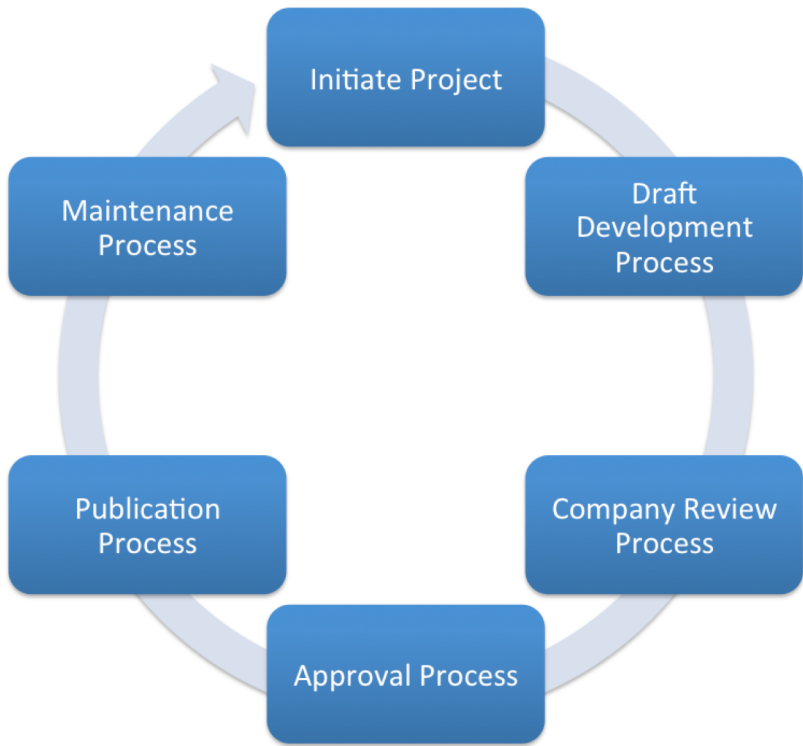 Initiate Project
Draft
Development
Process
Company Review
Process
Approval Process
Publication
Process
Maintenance
Process